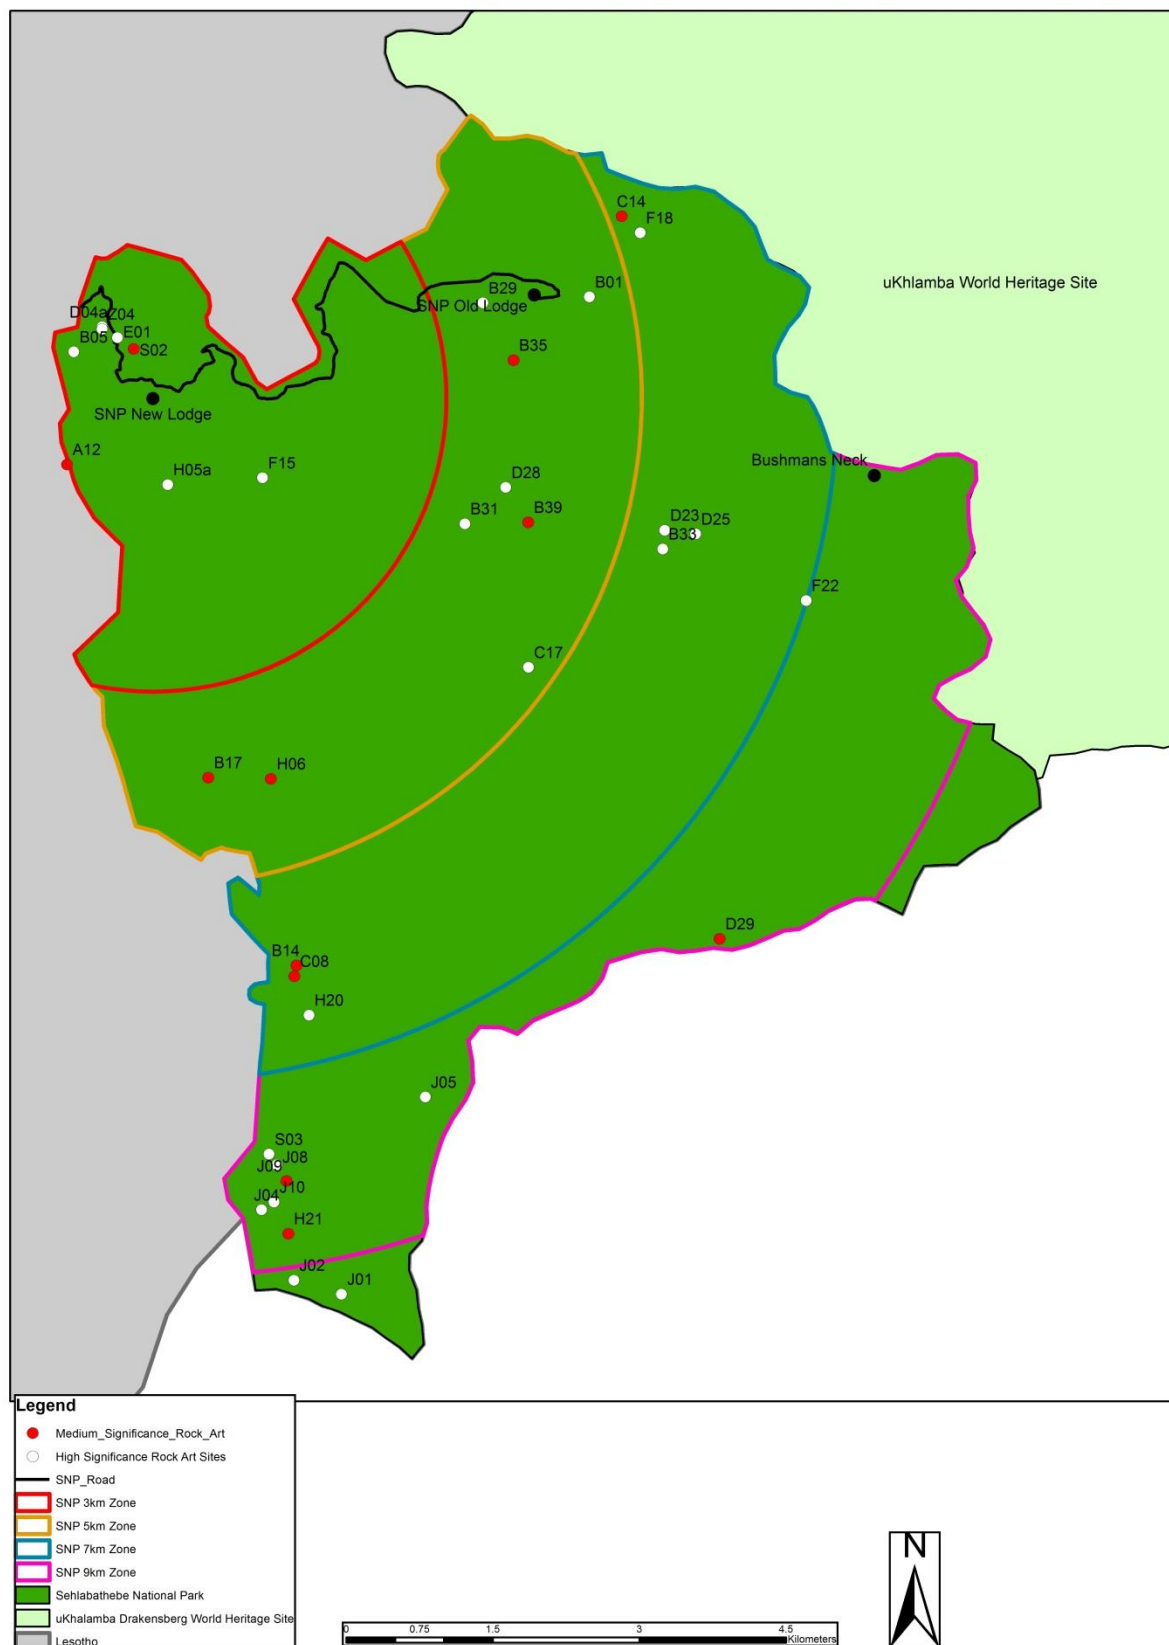 C14
F18
uKhlamba World Heritage Site
B29
B01
SNP Old Lodge
D04a
Z04
E01
B05
S02
B35
SNP New Lodge
A12
H05a
F15
D28
Bushmans Neck
B31
B39
D23
D25
B33
F22
C17
B17
H06
D29
B14
C08
H20
J05
S03
J09
J08
J10
J04
H21
J02
J01
Legend
Medium_Significance_Rock_Art
High Significance Rock Art Sites
SNP_Road
SNP 3km Zone
SNP 5km Zone
SNP 7km Zone
SNP 9km Zone
Sehlabathebe National Park
uKhalamba Drakensberg World Heritage Site
Lesotho
0 0.75 1.5 3 4.5
Kilometers
N